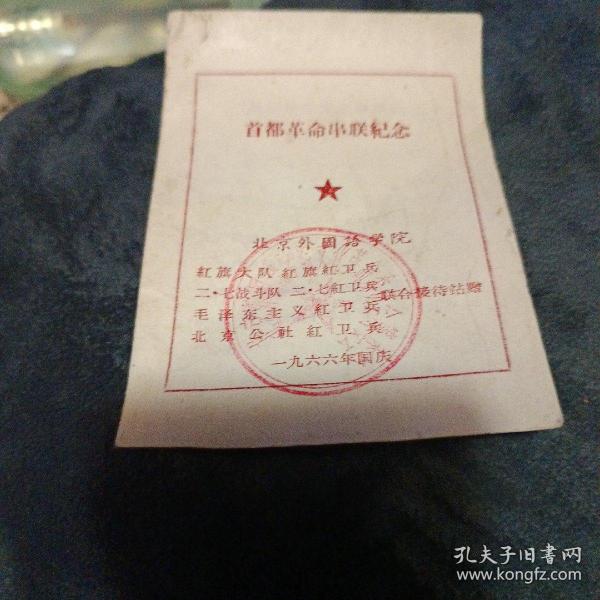 首都革命串联紀念
北京外國語学院
紅旗大队 紅旗紅卫兵
二·七战斗队 二·七紅卫兵
毛泽东主义紅卫兵
北京公社紅卫兵
联合接待站赠
一九六六年国庆
孔夫子旧书网
www.kongfz.com